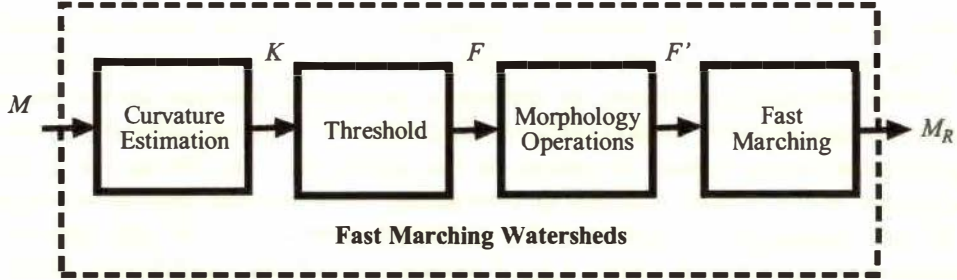 K F F'
M Curvature Estimation Threshold Morphology Operations Fast Marching M_R
Fast Marching Watersheds